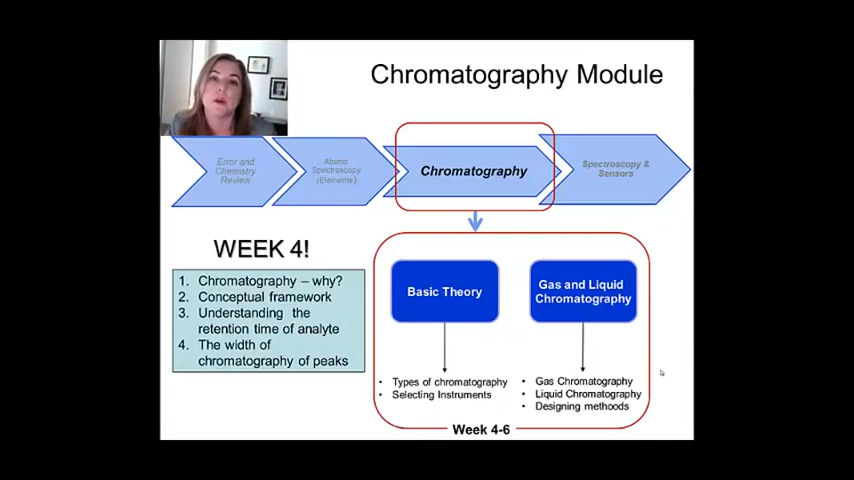 Chromatography Module
Error and
Chemistry
Review
Atomic
Spectroscopy
(Elements)
Chromatography
Spectroscopy &
Sensors
WEEK 4!
1. Chromatography – why?
2. Conceptual framework
3. Understanding the
retention time of analyte
4. The width of
chromatography of peaks
Basic Theory
Gas and Liquid
Chromatography
• Types of chromatography
• Selecting Instruments
• Gas Chromatography
• Liquid Chromatography
• Designing methoods
Week 4-6